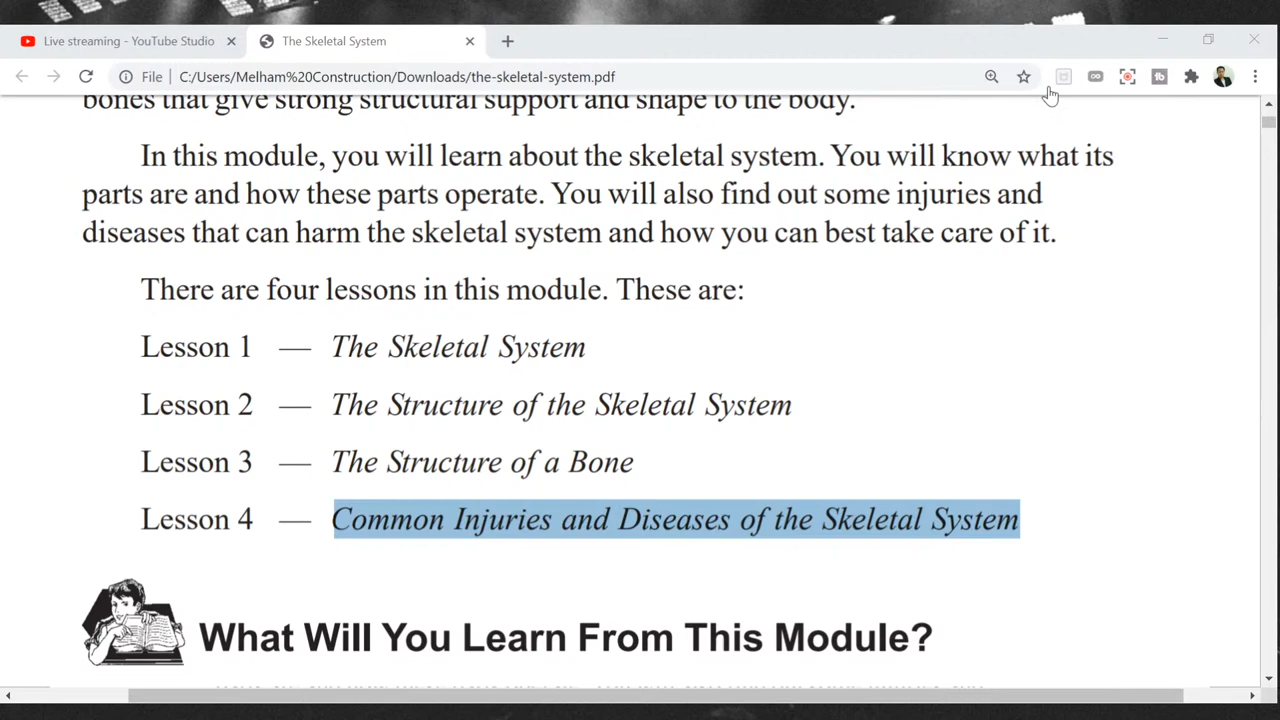 Live streaming - YouTube Studio
The Skeletal System
File
C:/Users/Melham%20Construction/Downloads/the-skeletal-system.pdf
bones that give strong structural support and shape to the body.
In this module, you will learn about the skeletal system. You will know what its
parts are and how these parts operate. You will also find out some injuries and
diseases that can harm the skeletal system and how you can best take care of it.
There are four lessons in this module. These are:
Lesson 1 — The Skeletal System
Lesson 2 — The Structure of the Skeletal System
Lesson 3 — The Structure of a Bone
Lesson 4 — Common Injuries and Diseases of the Skeletal System
What Will You Learn From This Module?